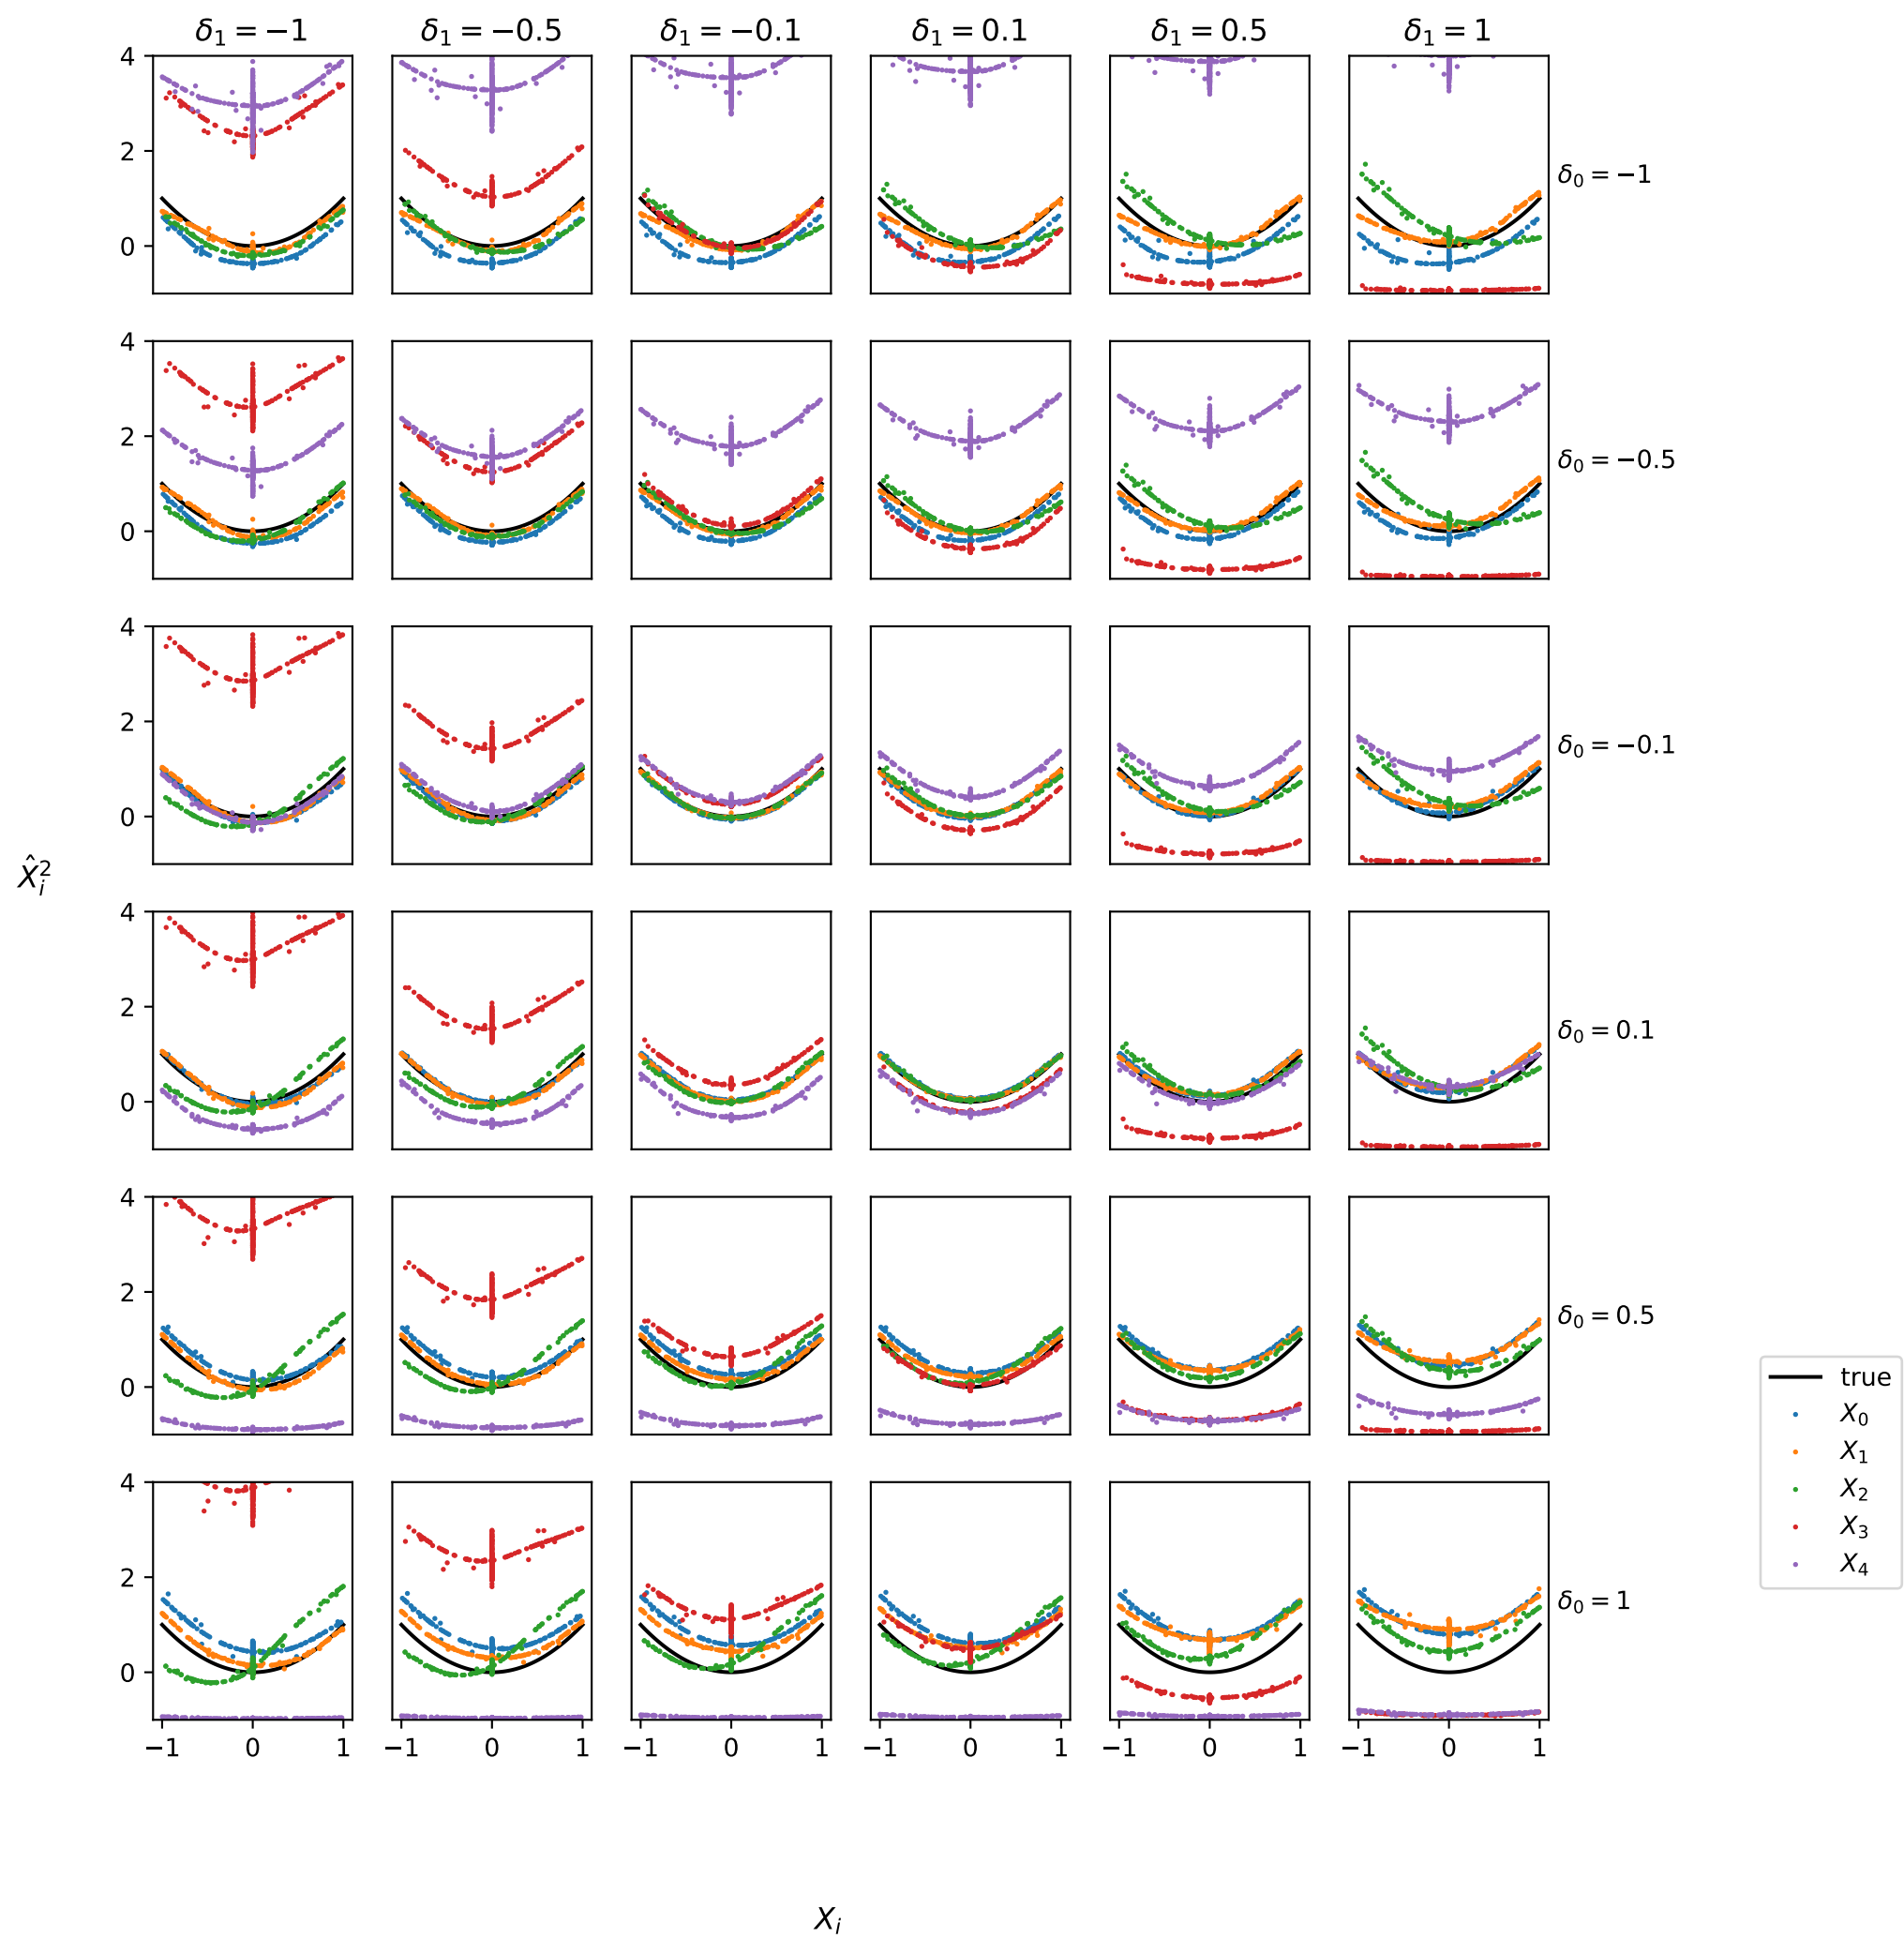 δ₁ = −1 δ₁ = −0.5 δ₁ = −0.1 δ₁ = 0.1 δ₁ = 0.5 δ₁ = 1
4
2
0
δ₀ = −1
4
2
0
δ₀ = −0.5
4
2
0
δ₀ = −0.1
X̂ᵢ²
4
2
0
δ₀ = 0.1
4
2
0
δ₀ = 0.5
true
X₀
X₁
X₂
X₃
X₄
4
2
0
δ₀ = 1
−1 0 1 −1 0 1 −1 0 1 −1 0 1 −1 0 1 −1 0 1
Xᵢ